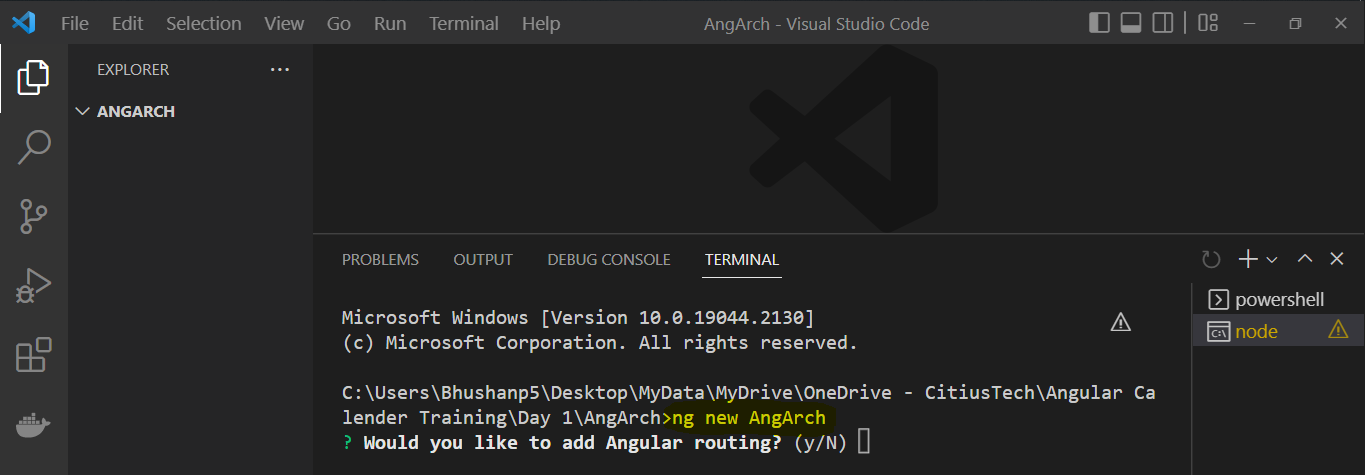 File Edit Selection View Go Run Terminal Help AngArch - Visual Studio Code
EXPLORER ...
ANGARCH
PROBLEMS OUTPUT DEBUG CONSOLE TERMINAL
powershell
node
Microsoft Windows [Version 10.0.19044.2130]
(c) Microsoft Corporation. All rights reserved.
C:\Users\Bhushanp5\Desktop\MyData\MyDrive\OneDrive - CitiusTech\Angular Ca
lender Training\Day 1\AngArch>ng new AngArch
? Would you like to add Angular routing? (y/N)